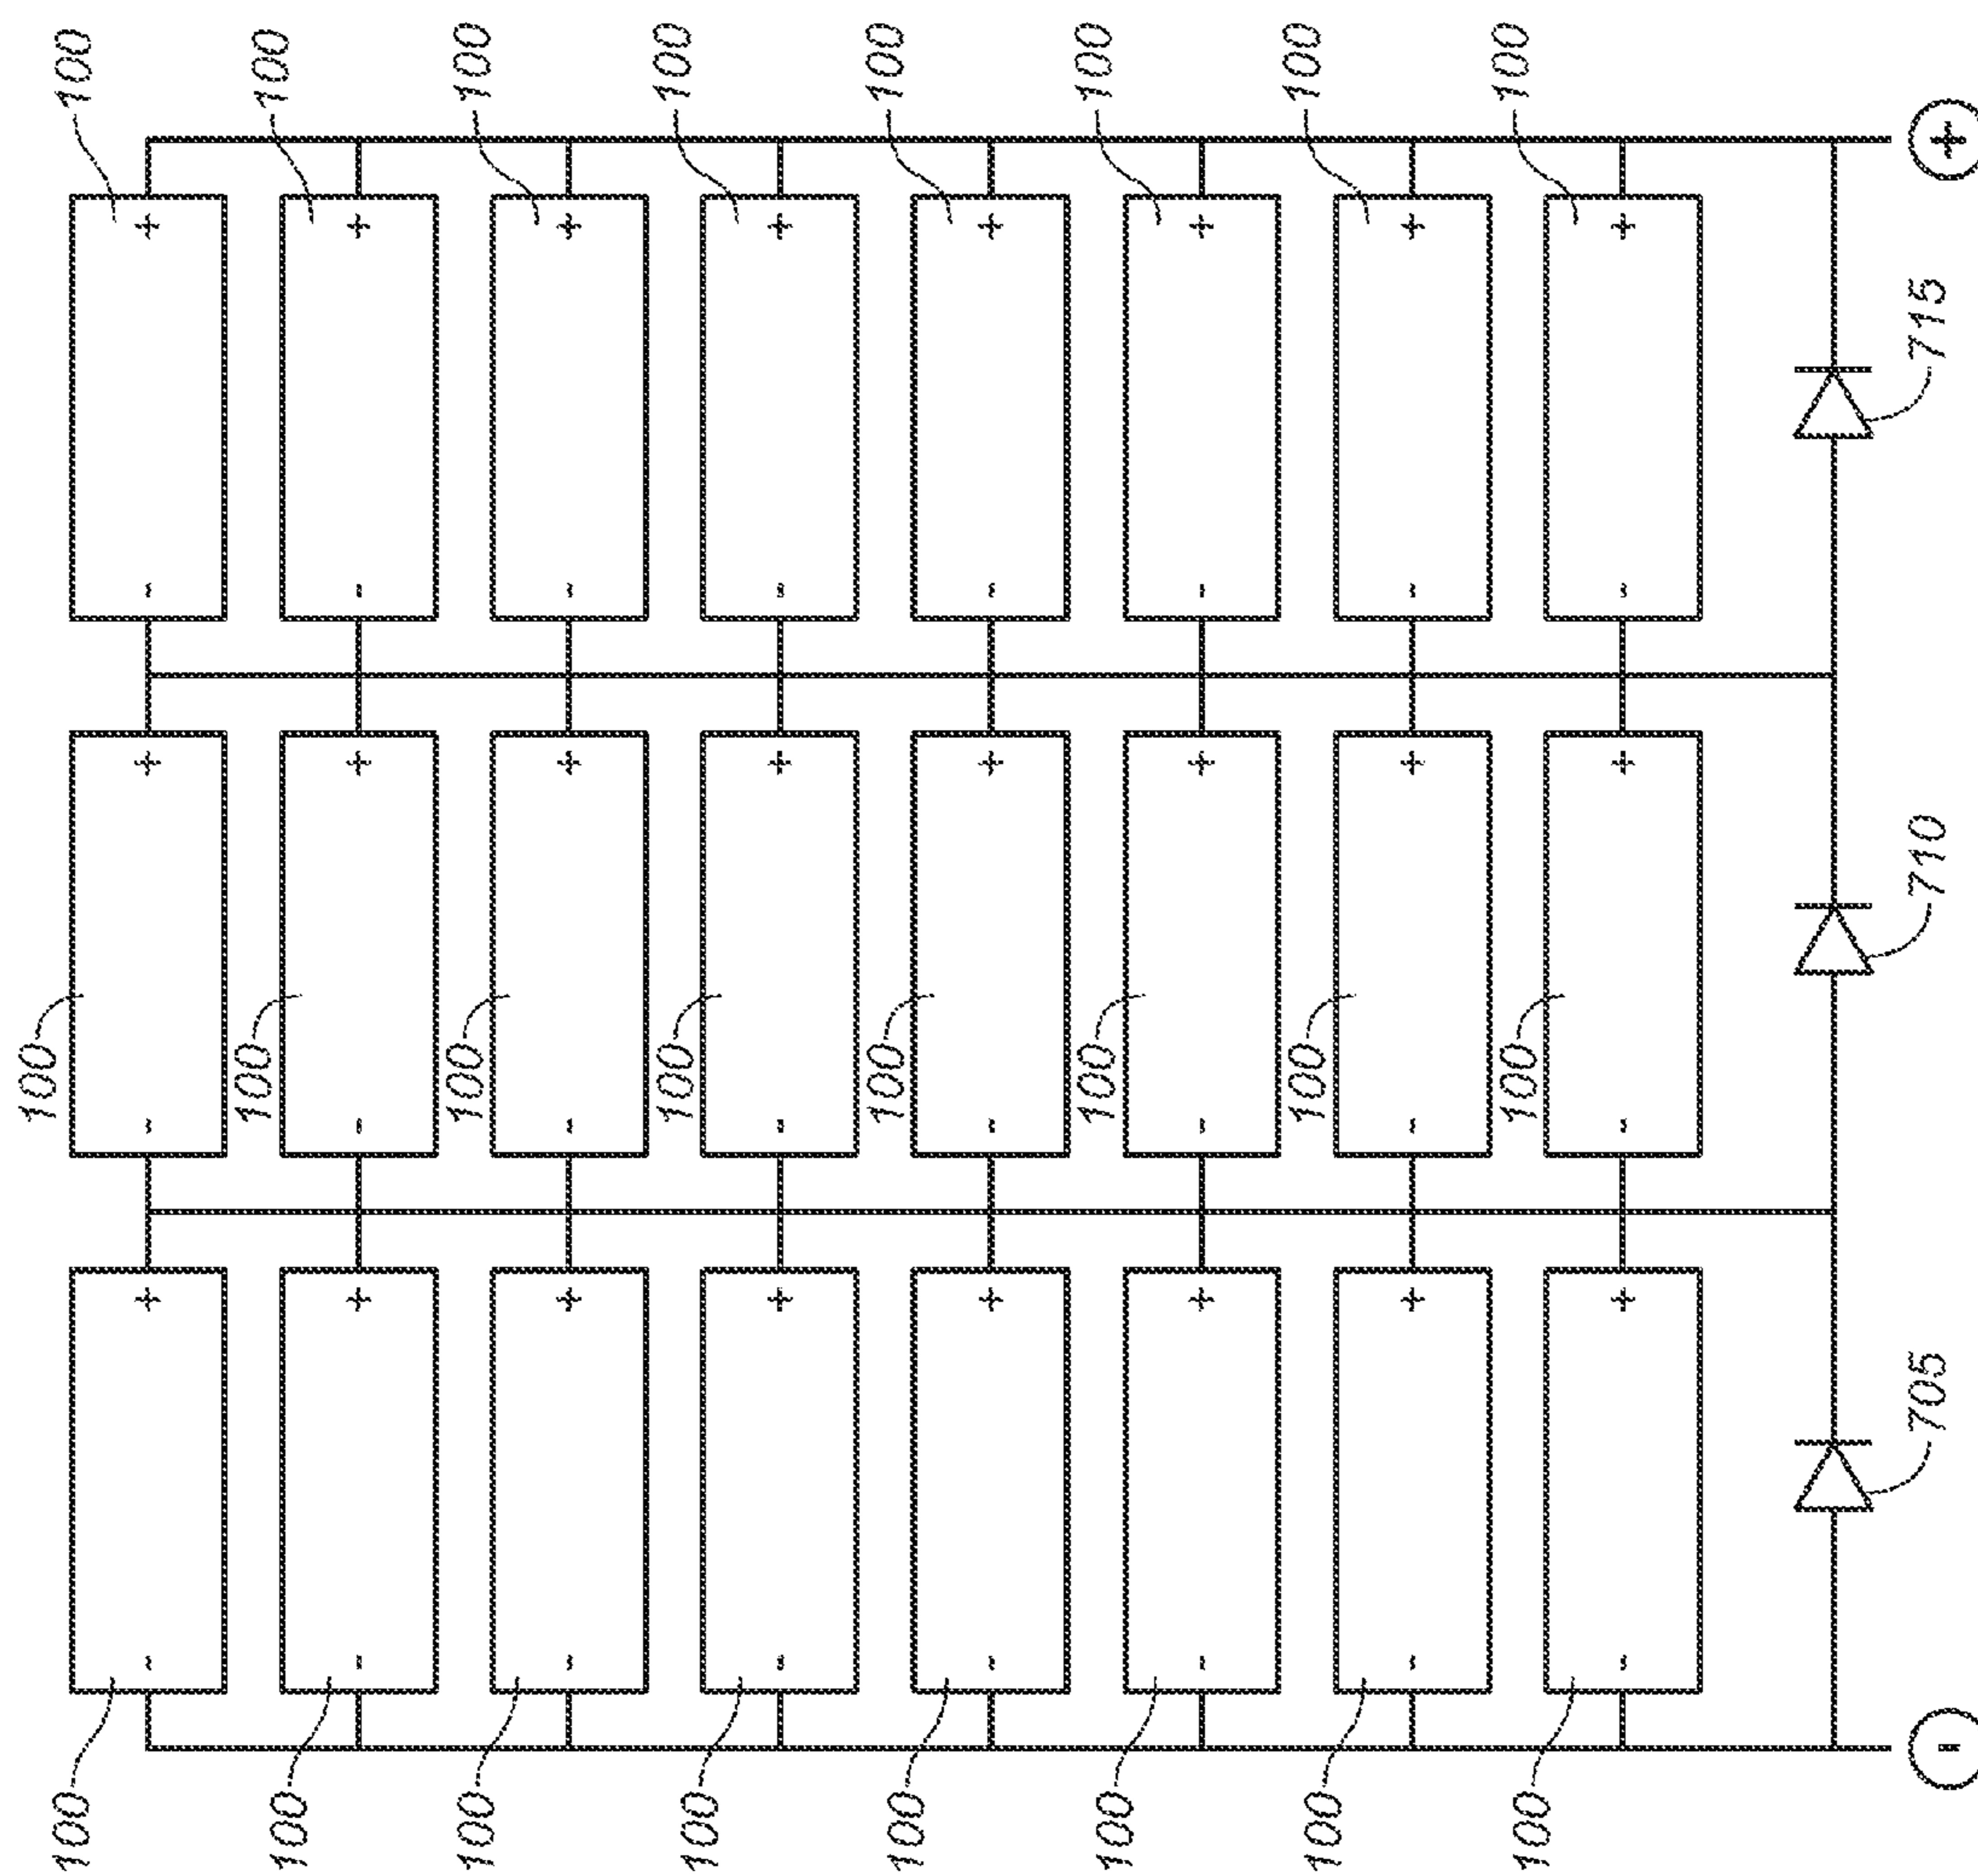 100 100 100 100 100 100 100 100
+ + + + + + + + +
715
- - - - - - - -
+ + + + + + + +
710
100 100 100 100 100 100 100 100
- - - - - - - -
+ + + + + + + +
705
- - - - - - - -
-
100 100 100 100 100 100 100 100